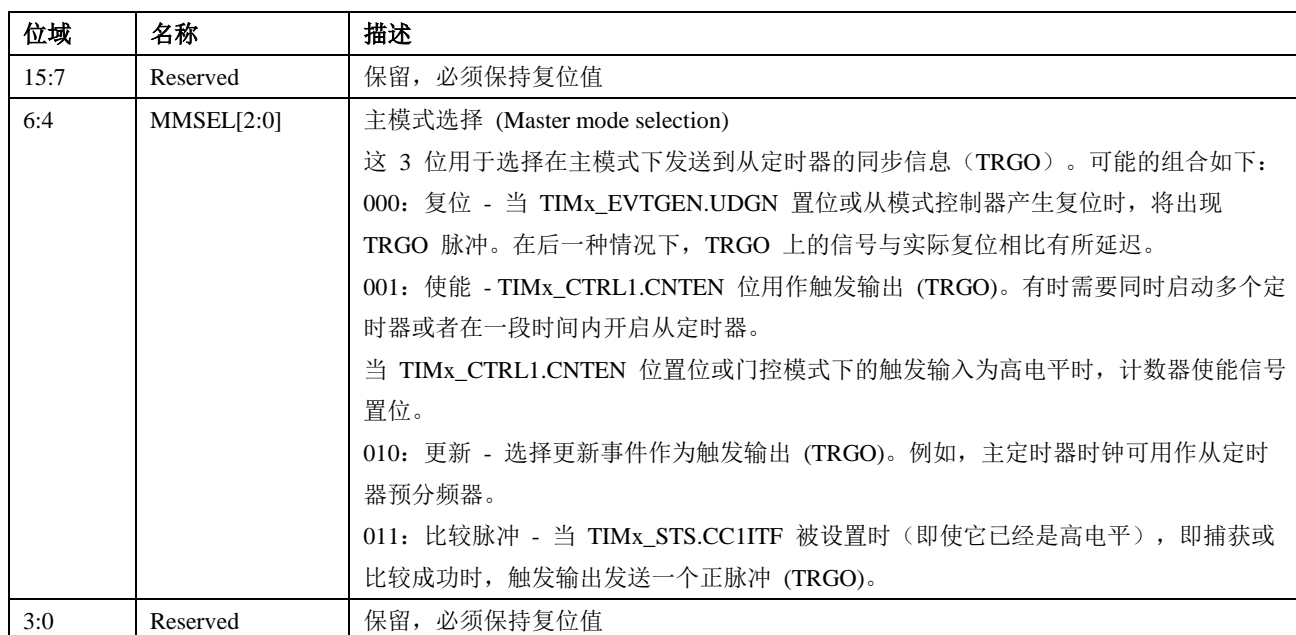 位域 名称 描述
15:7 Reserved 保留，必须保持复位值
6:4 MMSEL[2:0] 主模式选择 (Master mode selection)
这 3 位用于选择在主模式下发送到从定时器的同步信息（TRGO）。可能的组合如下：
000：复位 - 当 TIMx_EVTGEN.UDGN 置位或从模式控制器产生复位时，将出现
TRGO 脉冲。在后一种情况下，TRGO 上的信号与实际复位相比有所延迟。
001：使能 - TIMx_CTRL1.CNTEN 位用作触发输出 (TRGO)。有时需要同时启动多个定
时器或者在一段时间内开启从定时器。
当 TIMx_CTRL1.CNTEN 位置位或门控模式下的触发输入为高电平时，计数器使能信号
置位。
010：更新 - 选择更新事件作为触发输出 (TRGO)。例如，主定时器时钟可用作从定时
器预分频器。
011：比较脉冲 - 当 TIMx_STS.CC1ITF 被设置时（即使它已经是高电平），即捕获或
比较成功时，触发输出发送一个正脉冲 (TRGO)。
3:0 Reserved 保留，必须保持复位值